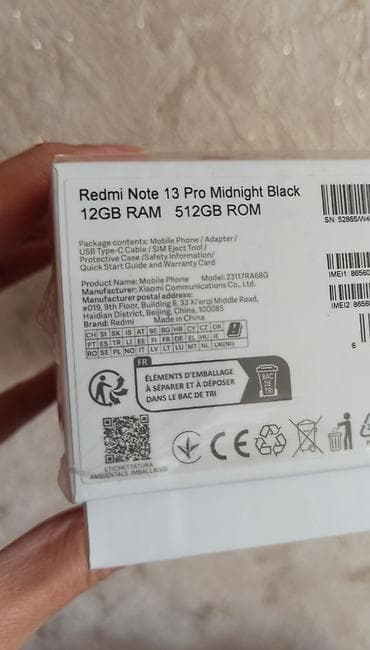 Redmi Note 13 Pro Midnight Black
12GB RAM 512GB ROM
Package contents: Mobile Phone / Adapter /
USB Type-C Cable / SIM Eject Tool /
Protective Case /Safety Information/
Quick Start Guide and Warranty Card
Product Name: Mobile Phone Model: 23117RA68G
Manufacturer: Xiaomi Communications Co., Ltd.
Manufacturer postal address:
#019, 9th Floor, Building 6, 33 Xi'erqi Middle Road,
Haidian District, Beijing, China, 100085
Brand: Redmi Made in China
CH SI SK IS AT BE BG HR CY CZ DK
PT ES TR LI EE FI FR DE EL HU IE
RO SE PL NO IT LV LT LU MT NL UK(NI)
SN 52865/W4
IMEI1 8656
IMEI2 8656
6
FR
ÉLÉMENTS D'EMBALLAGE
À SÉPARER ET À DÉPOSER
DANS LE BAC DE TRI
BAC
DE
TRI
CE
ETICHETTATURA
AMBIENTALE IMBALLAGGI